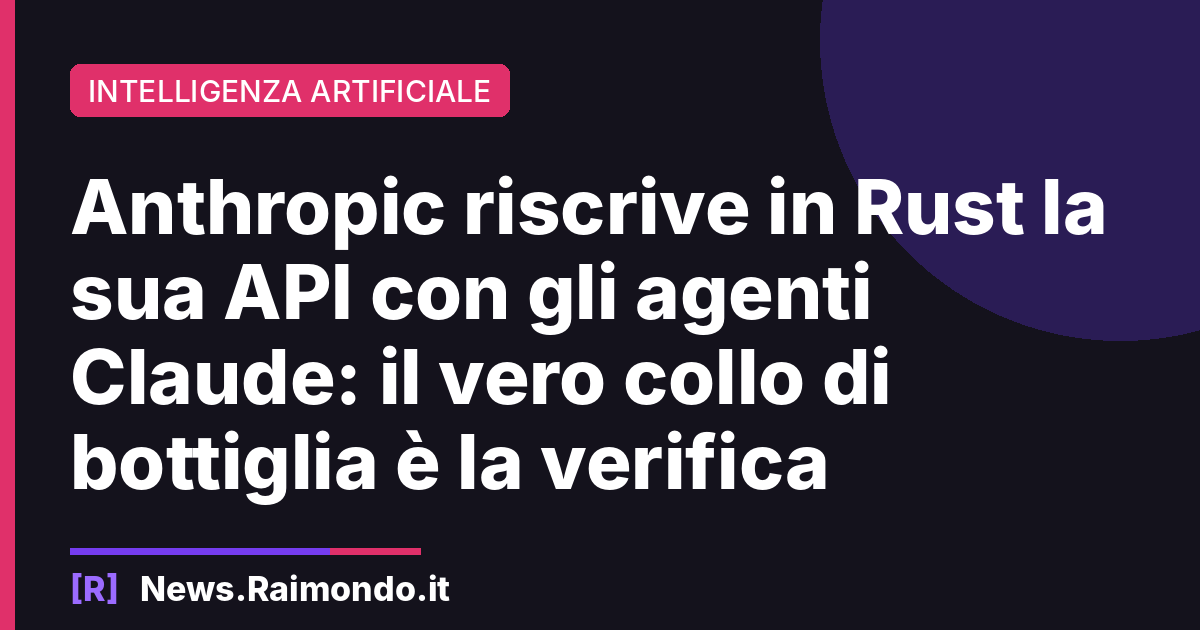 INTELLIGENZA ARTIFICIALE
Anthropic riscrive in Rust la
sua API con gli agenti
Claude: il vero collo di
bottiglia è la verifica
[R] News.Raimondo.it